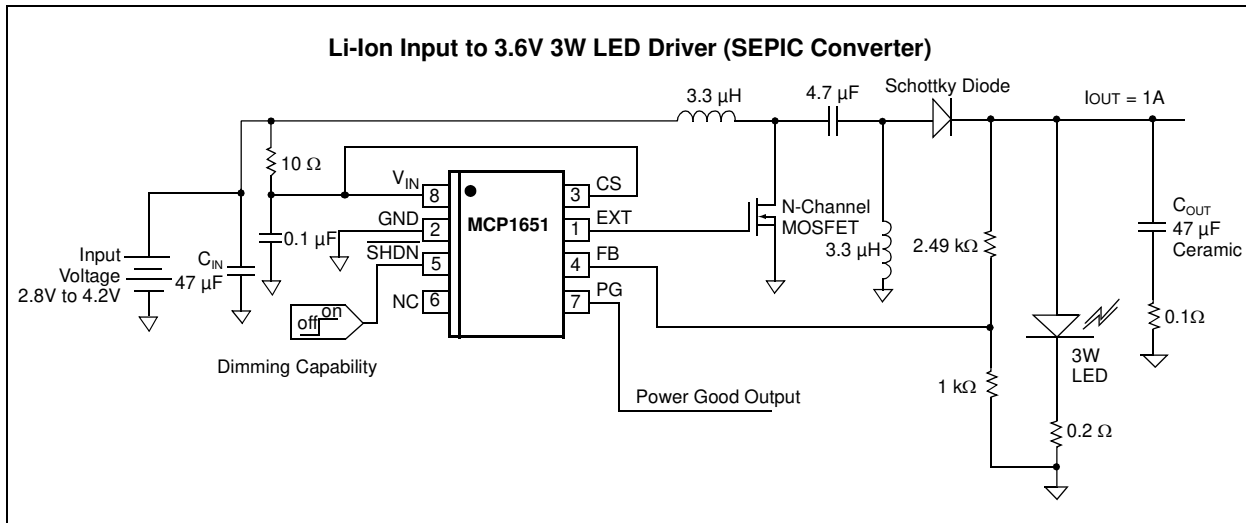 Li-Ion Input to 3.6V 3W LED Driver (SEPIC Converter)
3.3 µH
4.7 µF
Schottky Diode
IOUT = 1A
10 Ω
VIN
8
3
CS
GND
2
MCP1651
1
EXT
SHDN
5
4
FB
NC
6
7
PG
0.1 µF
Input
Voltage
2.8V to 4.2V
CIN
47 µF
off
on
Dimming Capability
N-Channel
MOSFET
3.3 µH
2.49 kΩ
COUT
47 µF
Ceramic
0.1Ω
3W
LED
1 kΩ
Power Good Output
0.2 Ω